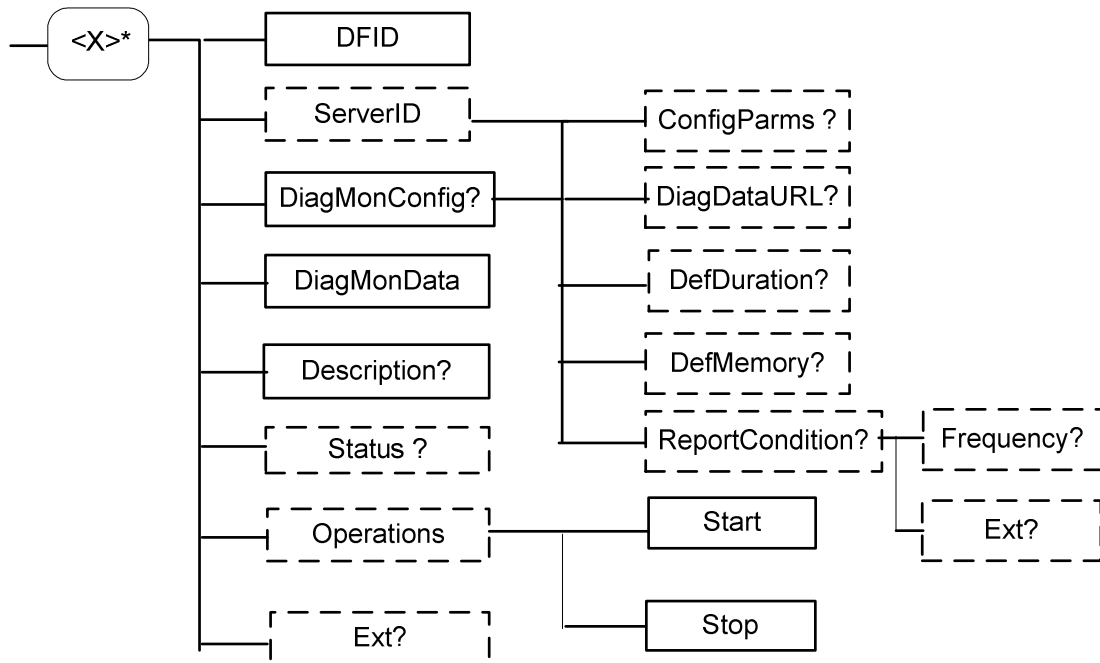 <X>*
DFID
ServerID
DiagMonConfig?
DiagMonData
Description?
Status ?
Operations
Ext?
ConfigParms ?
DiagDataURL?
DefDuration?
DefMemory?
ReportCondition?
Frequency?
Ext?
Start
Stop